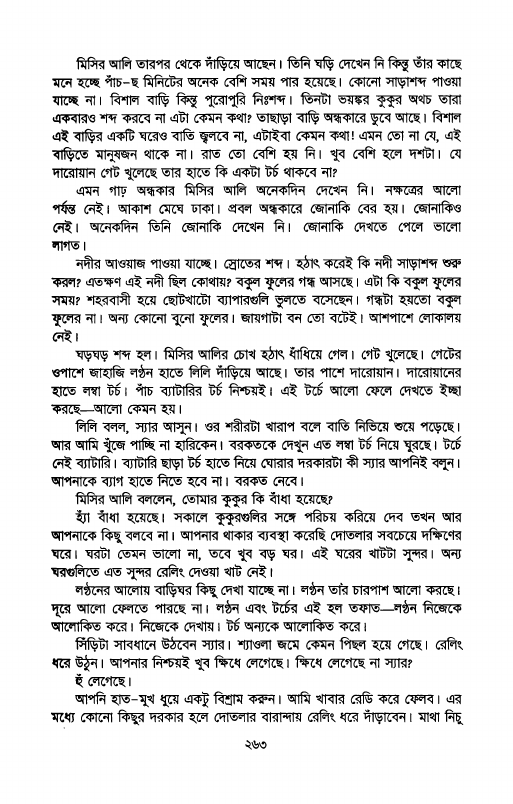 মিসির আলি তারপর থেকে দাঁড়িয়ে আছেন। তিনি ঘড়ি দেখেন নি কিন্তু তাঁর কাছে
মনে হচ্ছে পাঁচ–ছ মিনিটের অনেক বেশি সময় পার হয়েছে। কোনো সাড়াশব্দ পাওয়া
যাচ্ছে না। বিশাল বাড়ি কিন্তু পুরোপুরি নিঃশব্দ। তিনটা ভয়ঙ্কর কুকুর অথচ তারা
একবারও শব্দ করবে না এটা কেমন কথা? তাছাড়া বাড়ি অন্ধকারে ডুবে আছে। বিশাল
এই বাড়ির একটি ঘরেও বাতি জ্বলবে না, এটাইবা কেমন কথা! এমন তো না যে, এই
বাড়িতে মানুষজন থাকে না। রাত তো বেশি হয় নি। খুব বেশি হলে দশটা। যে
দারোয়ান গেট খুলেছে তার হাতে কি একটা টর্চ থাকবে না?
এমন গাঢ় অন্ধকার মিসির আলি অনেকদিন দেখেন নি। নক্ষত্রের আলো
পর্যন্ত নেই। আকাশ মেঘে ঢাকা। প্রবল অন্ধকারে জোনাকি বের হয়। জোনাকিও
নেই। অনেকদিন তিনি জোনাকি দেখেন নি। জোনাকি দেখতে পেলে ভালো
লাগত।
নদীর আওয়াজ পাওয়া যাচ্ছে। স্রোতের শব্দ। হঠাৎ করেই কি নদী সাড়াশব্দ শুরু
করল? এতক্ষণ এই নদী ছিল কোথায়? বকুল ফুলের গন্ধ আসছে। এটা কি বকুল ফুলের
সময়? শহরবাসী হয়ে ছোটখাটো ব্যাপারগুলি ভুলতে বসেছেন। গন্ধটা হয়তো বকুল
ফুলের না। অন্য কোনো বুনো ফুলের। জায়গাটা বন তো বটেই। আশপাশে লোকালয়
নেই।
ঘড়ঘড় শব্দ হল। মিসির আলির চোখ হঠাৎ ধাঁধিয়ে গেল। গেট খুলেছে। গেটের
ওপাশে জাহাজি লণ্ঠন হাতে লিলি দাঁড়িয়ে আছে। তার পাশে দারোয়ান। দারোয়ানের
হাতে লম্বা টর্চ। পাঁচ ব্যাটারির টর্চ নিশ্চয়ই। এই টর্চে আলো ফেলে দেখতে ইচ্ছা
করছে—আলো কেমন হয়।
লিলি বলল, স্যার আসুন। ওর শরীরটা খারাপ বলে বাতি নিভিয়ে শুয়ে পড়েছে।
আর আমি খুঁজে পাচ্ছি না হারিকেন। বরকতকে দেখুন এত লম্বা টর্চ নিয়ে ঘুরছে। টর্চে
নেই ব্যাটারি। ব্যাটারি ছাড়া টর্চ হাতে নিয়ে ঘোরার দরকারটা কী স্যার আপনিই বলুন।
আপনাকে ব্যাগ হাতে নিতে হবে না। বরকত নেবে।
মিসির আলি বললেন, তোমার কুকুর কি বাঁধা হয়েছে?
হ্যাঁ বাঁধা হয়েছে। সকালে কুকুরগুলির সঙ্গে পরিচয় করিয়ে দেব তখন আর
আপনাকে কিছু বলবে না। আপনার থাকার ব্যবস্থা করেছি দোতলার সবচেয়ে দক্ষিণের
ঘরে। ঘরটা তেমন ভালো না, তবে খুব বড় ঘর। এই ঘরের খাটটা সুন্দর। অন্য
ঘরগুলিতে এত সুন্দর রেলিং দেওয়া খাট নেই।
লণ্ঠনের আলোয় বাড়িঘর কিছু দেখা যাচ্ছে না। লণ্ঠন তার চারপাশ আলো করছে।
দূরে আলো ফেলতে পারছে না। লণ্ঠন এবং টর্চের এই হল তফাত—লণ্ঠন নিজেকে
আলোকিত করে। নিজেকে দেখায়। টর্চ অন্যকে আলোকিত করে।
সিঁড়িটা সাবধানে উঠবেন স্যার। শ্যাওলা জমে কেমন পিছল হয়ে গেছে। রেলিং
ধরে উঠুন। আপনার নিশ্চয়ই খুব ক্ষিধে লেগেছে। ক্ষিধে লেগেছে না স্যার?
হুঁ লেগেছে।
আপনি হাত–মুখ ধুয়ে একটু বিশ্রাম করুন। আমি খাবার রেডি করে ফেলব। এর
মধ্যে কোনো কিছুর দরকার হলে দোতলার বারান্দায় রেলিং ধরে দাঁড়াবেন। মাথা নিচু
২৬৩